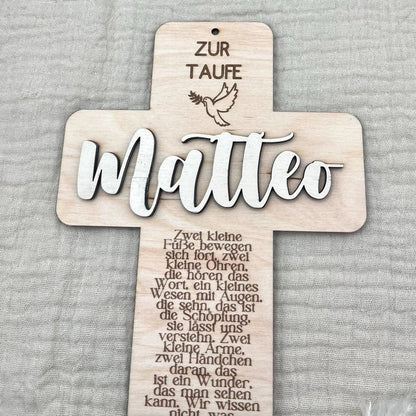 ZUR
TAUFE
Matteo
Zwei kleine
Füße bewegen
sich fort, zwei
kleine Ohren,
die hören das
Wort, ein kleines
Wesen mit Augen,
die sehn, das ist
die Schöpfung,
sie lässt uns
verstehn. Zwei
kleine Arme,
zwei Händchen
daran, das
ist ein Wunder,
das man sehen
kann. Wir wissen
nicht, was